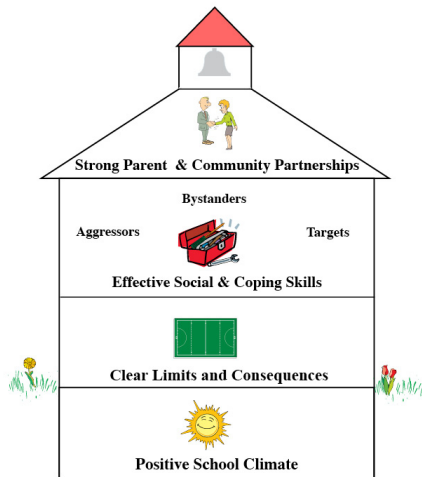 Strong Parent & Community Partnerships
Bystanders
Aggressors
Targets
Effective Social & Coping Skills
Clear Limits and Consequences
Positive School Climate